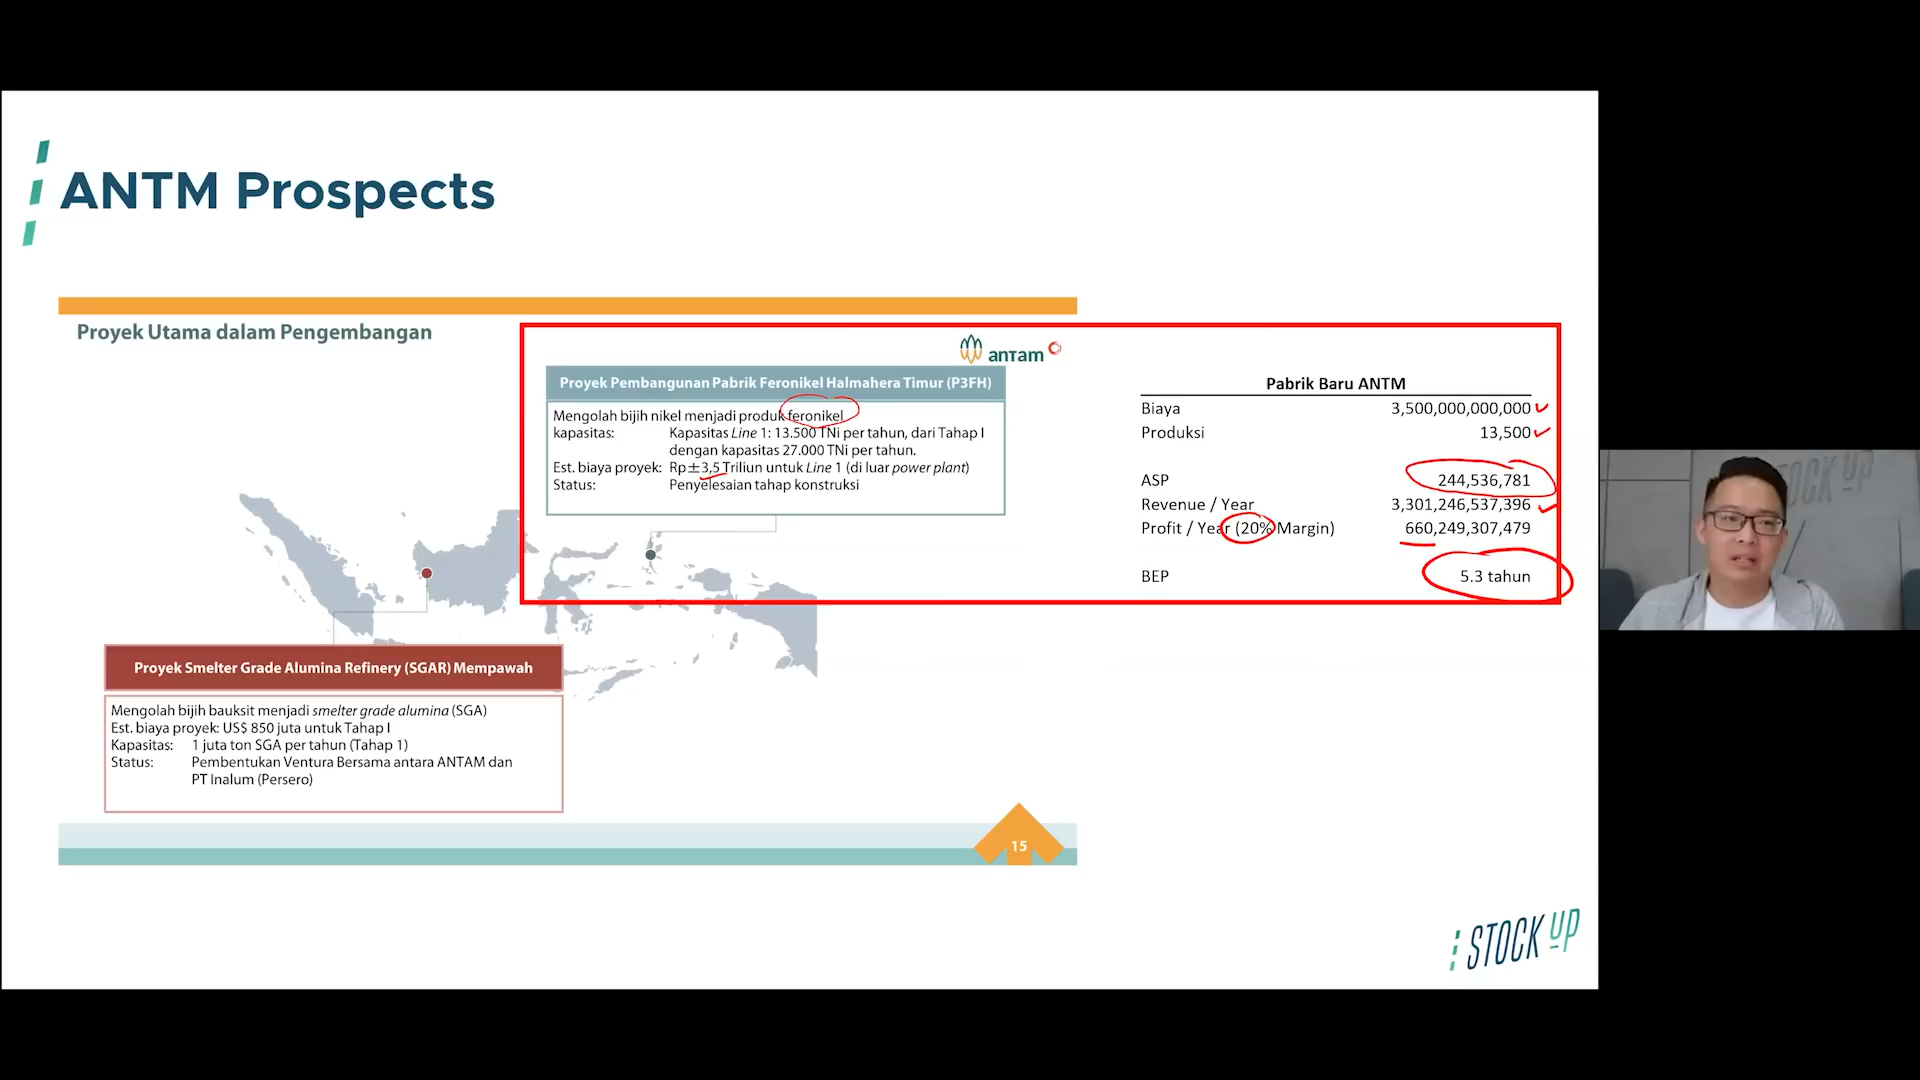 ANTM Prospects
Proyek Utama dalam Pengembangan
antam
Proyek Pembangunan Pabrik Feronikel Halmahera Timur (P3FH)
Mengolah bijih nikel menjadi produk feronikel
kapasitas: Kapasitas Line 1: 13.500 TNi per tahun, dari Tahap I
dengan kapasitas 27.000 TNi per tahun.
Est. biaya proyek: Rp±3,5 Triliun untuk Line 1 (di luar power plant)
Status: Penyelesaian tahap konstruksi
Pabrik Baru ANTM
Biaya 3,500,000,000,000
Produksi 13,500
ASP 244,536,781
Revenue / Year 3,301,246,537,396
Profit / Year (20% Margin) 660,249,307,479
BEP 5.3 tahun
Proyek Smelter Grade Alumina Refinery (SGAR) Mempawah
Mengolah bijih bauksit menjadi smelter grade alumina (SGA)
Est. biaya proyek: US$ 850 juta untuk Tahap I
Kapasitas: 1 juta ton SGA per tahun (Tahap 1)
Status: Pembentukan Ventura Bersama antara ANTAM dan
PT Inalum (Persero)
15
STOCK UP
STOCK UP